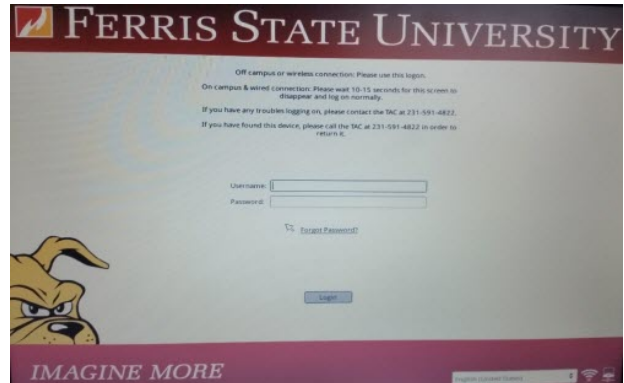 FERRIS STATE UNIVERSITY
Off campus or wireless connection: Please use this logon.
On campus & wired connection: Please wait 10-15 seconds for this screen to
disappear and log on normally.
If you have any troubles logging on, please contact the TAC at 231-591-4822.
If you have found this device, please call the TAC at 231-591-4822 in order to
return it.
Username:
Password:
Forgot Password?
Login
IMAGINE MORE
English (United States)